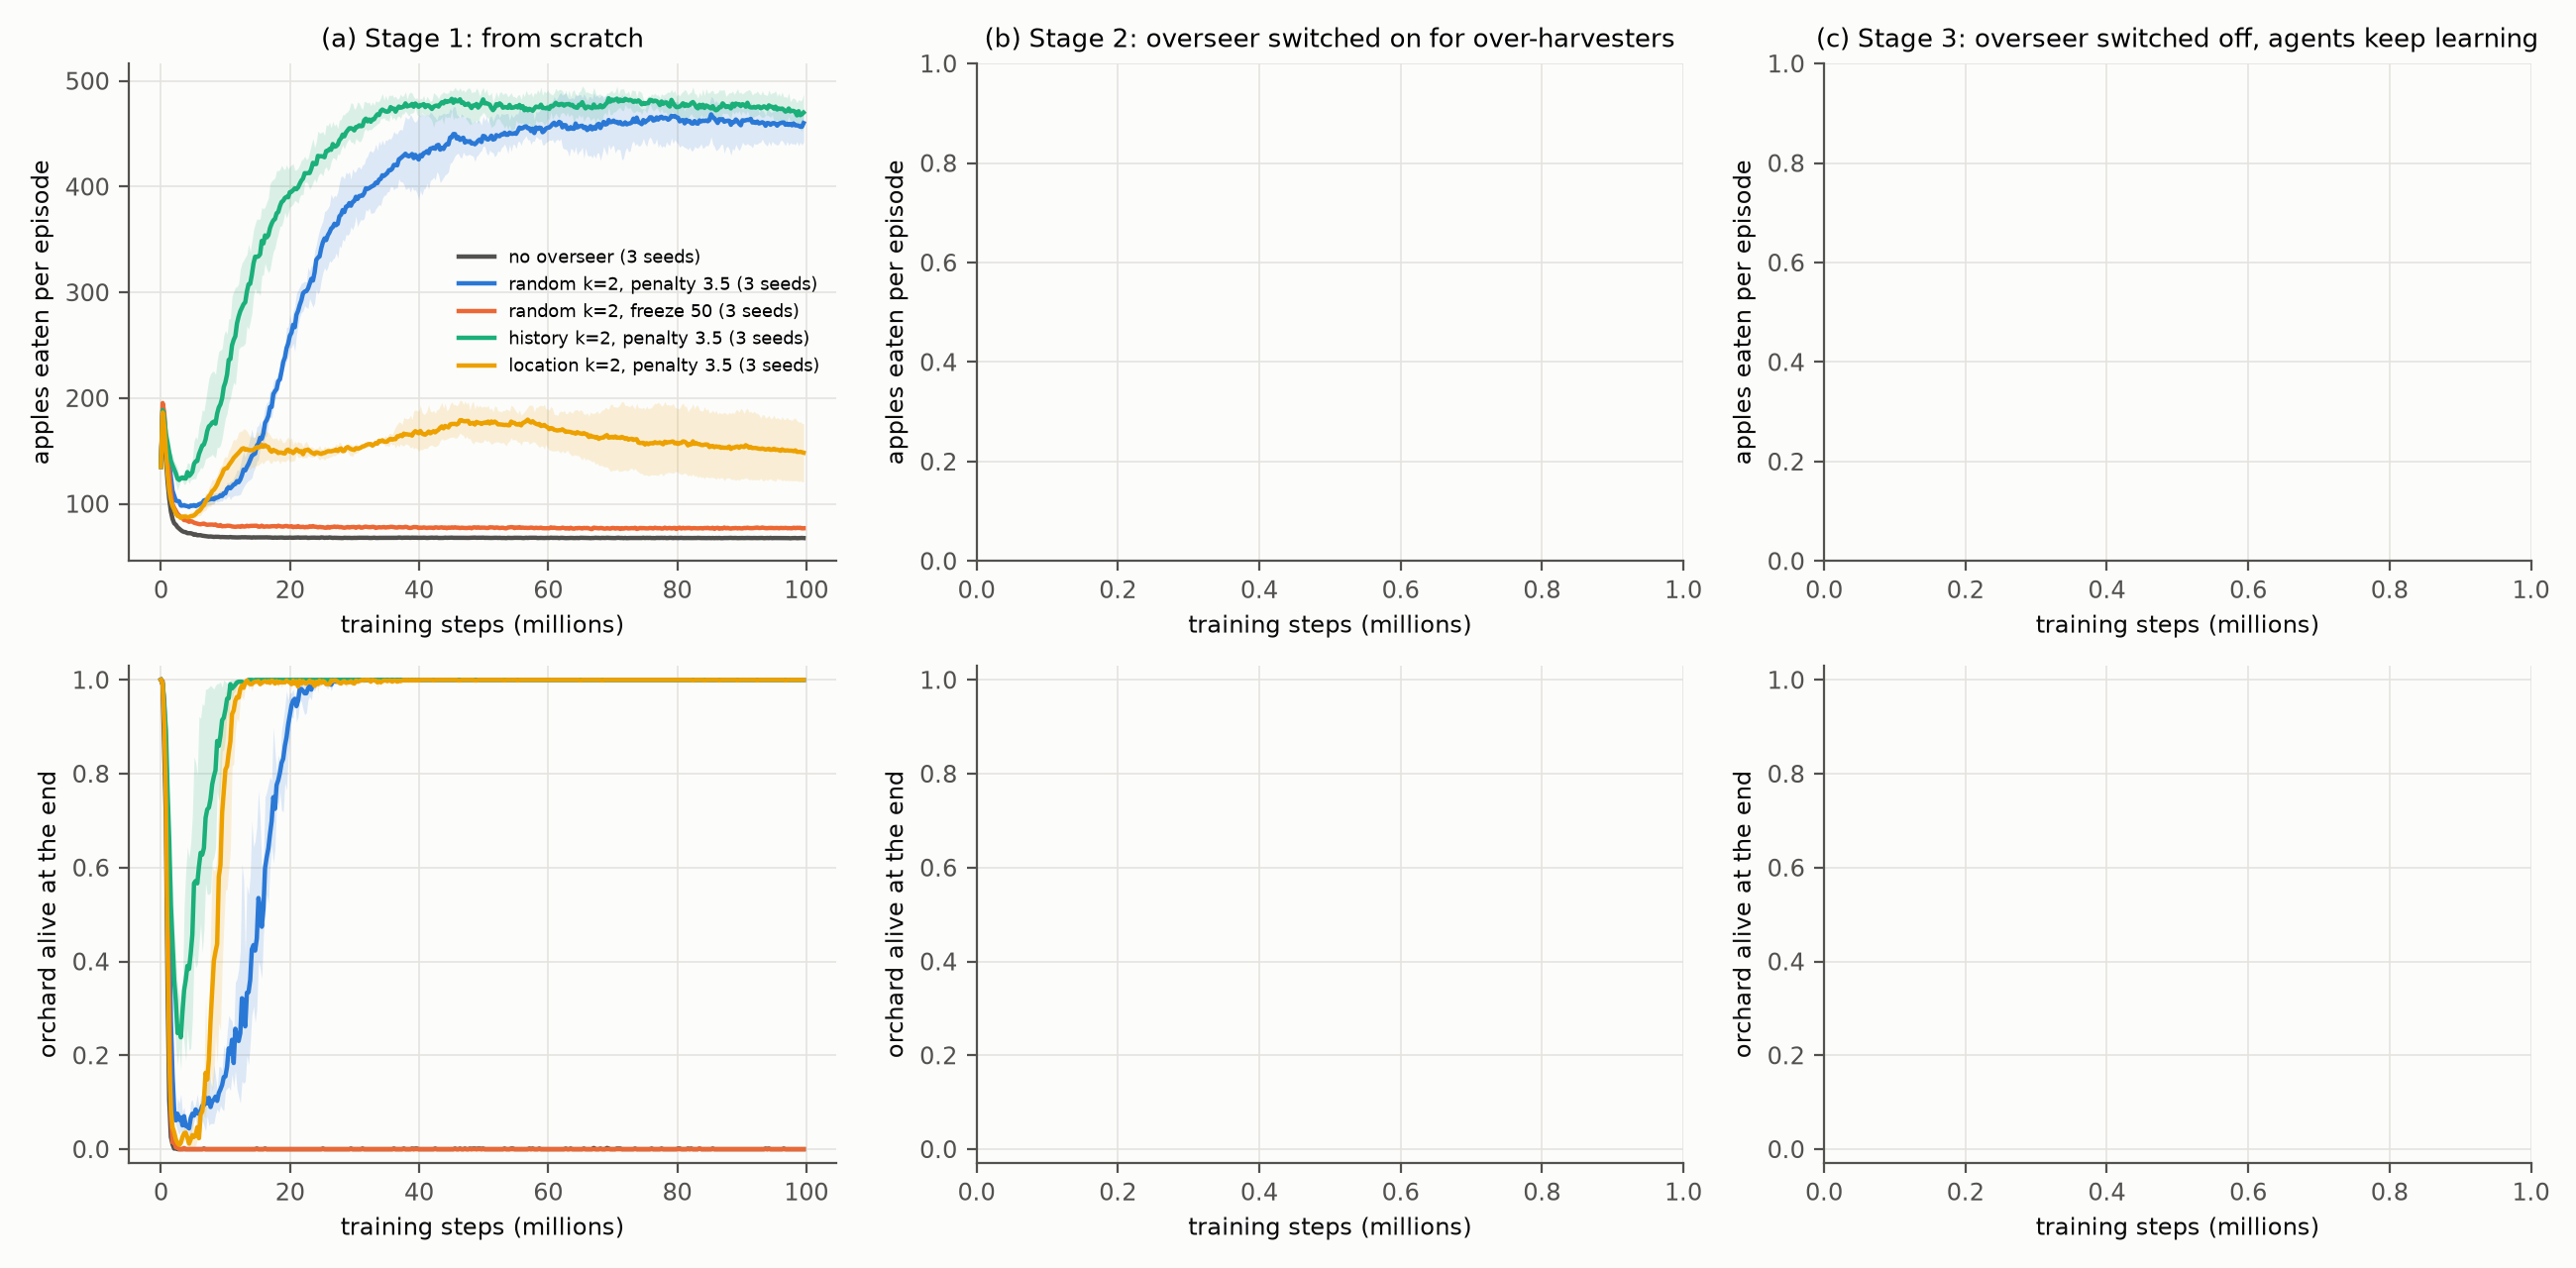 (a) Stage 1: from scratch
500
400
300
200
100
apples eaten per episode
no overseer (3 seeds)
random k=2, penalty 3.5 (3 seeds)
random k=2, freeze 50 (3 seeds)
history k=2, penalty 3.5 (3 seeds)
location k=2, penalty 3.5 (3 seeds)
0 20 40 60 80 100
training steps (millions)
(b) Stage 2: overseer switched on for over-harvesters
1.0
0.8
0.6
0.4
0.2
0.0
apples eaten per episode
0.0 0.2 0.4 0.6 0.8 1.0
training steps (millions)
(c) Stage 3: overseer switched off, agents keep learning
1.0
0.8
0.6
0.4
0.2
0.0
apples eaten per episode
0.0 0.2 0.4 0.6 0.8 1.0
training steps (millions)
1.0
0.8
0.6
0.4
0.2
0.0
orchard alive at the end
0 20 40 60 80 100
training steps (millions)
1.0
0.8
0.6
0.4
0.2
0.0
orchard alive at the end
0.0 0.2 0.4 0.6 0.8 1.0
training steps (millions)
1.0
0.8
0.6
0.4
0.2
0.0
orchard alive at the end
0.0 0.2 0.4 0.6 0.8 1.0
training steps (millions)